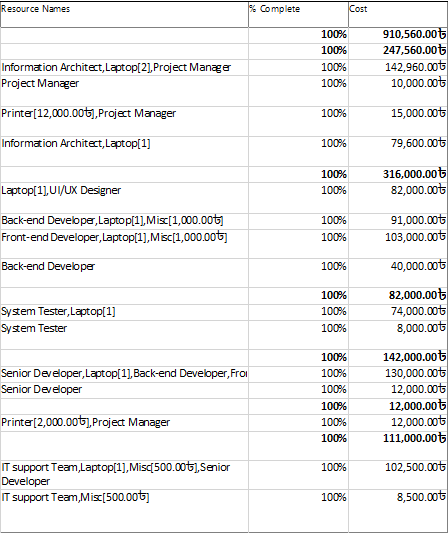 Resource Names % Complete Cost
100% 910,560.00৳
100% 247,560.00৳
Information Architect,Laptop[2],Project Manager 100% 142,960.00৳
Project Manager 100% 10,000.00৳
Printer[12,000.00৳],Project Manager 100% 15,000.00৳
Information Architect,Laptop[1] 100% 79,600.00৳
100% 316,000.00৳
Laptop[1],UI/UX Designer 100% 82,000.00৳
Back-end Developer,Laptop[1],Misc[1,000.00৳] 100% 91,000.00৳
Front-end Developer,Laptop[1],Misc[1,000.00৳] 100% 103,000.00৳
Back-end Developer 100% 40,000.00৳
100% 82,000.00৳
System Tester,Laptop[1] 100% 74,000.00৳
System Tester 100% 8,000.00৳
100% 142,000.00৳
Senior Developer,Laptop[1],Back-end Developer,Fro 100% 130,000.00৳
Senior Developer 100% 12,000.00৳
100% 12,000.00৳
Printer[2,000.00৳],Project Manager 100% 12,000.00৳
100% 111,000.00৳
IT support Team,Laptop[1],Misc[500.00৳],Senior 100% 102,500.00৳
Developer
IT support Team,Misc[500.00৳] 100% 8,500.00৳